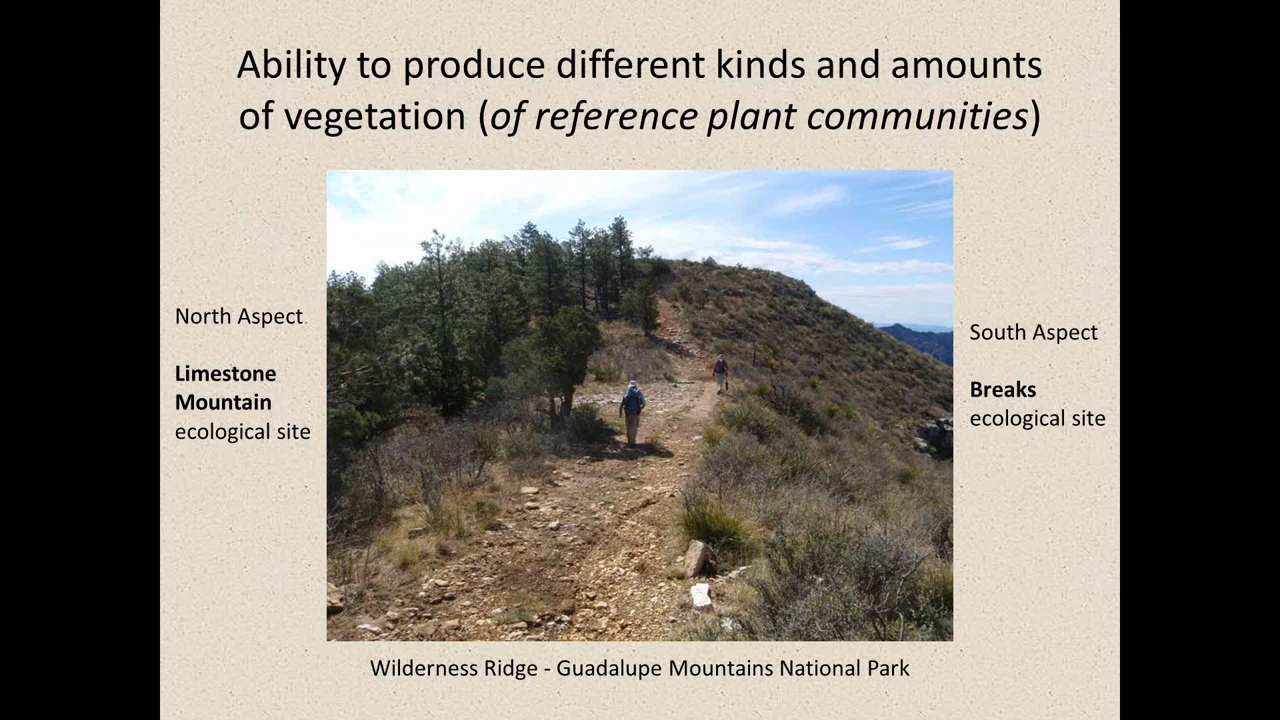 Ability to produce different kinds and amounts
of vegetation (of reference plant communities)
North Aspect
Limestone
Mountain
ecological site
South Aspect
Breaks
ecological site
Wilderness Ridge - Guadalupe Mountains National Park